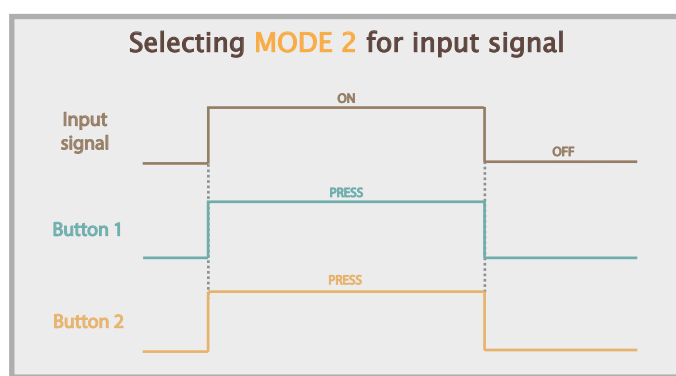 Selecting MODE 2 for input signal
ON
Input
signal
OFF
PRESS
Button 1
PRESS
Button 2